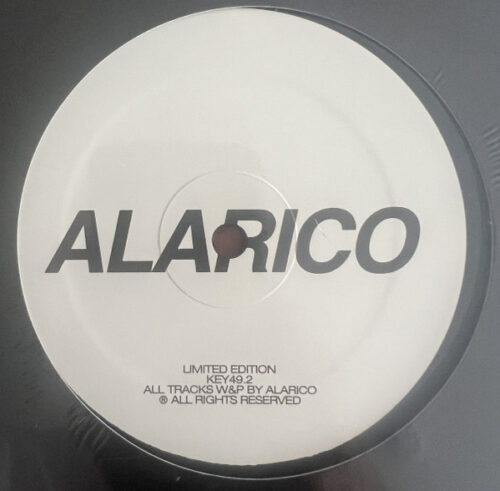 ALARICO
LIMITED EDITION
KEY49.2
ALL TRACKS W&P BY ALARICO
® ALL RIGHTS RESERVED